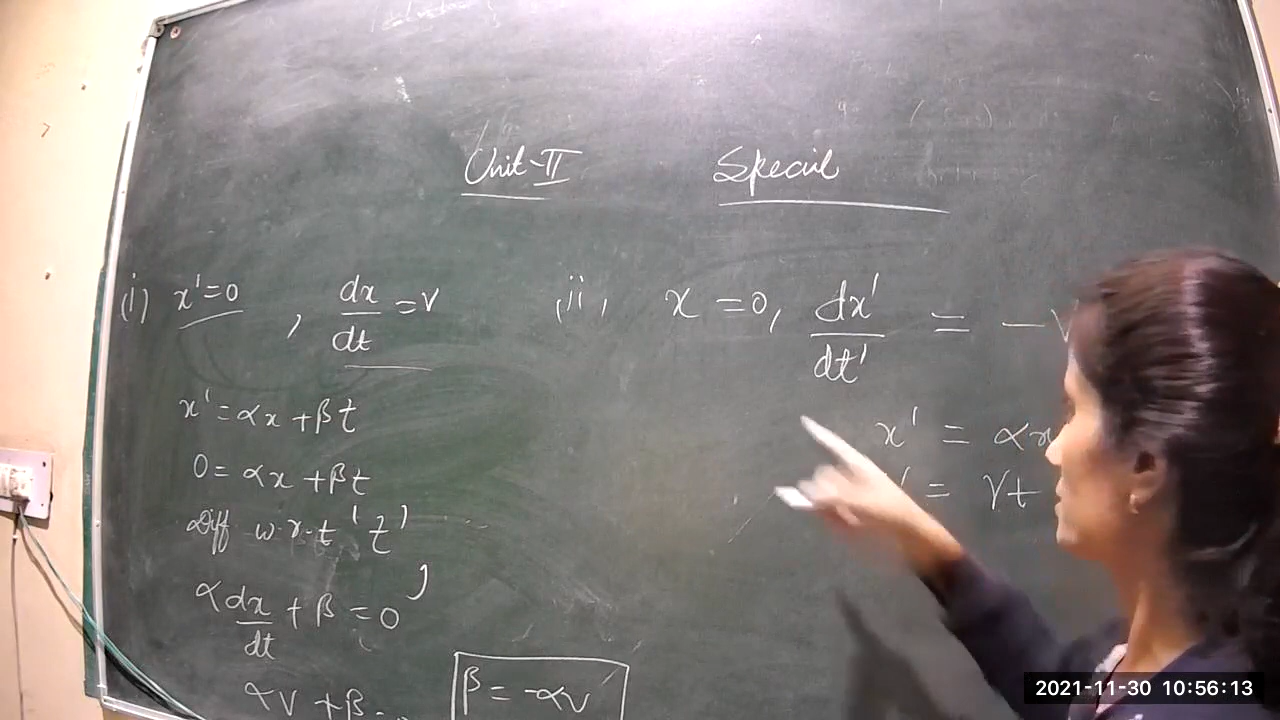 Unit-II Special
(i) x'=0 , dx/dt = v
x' = αx + βt
0 = αx + βt
Diff w.r.t 't'
α dx/dt + β = 0
αv + β = 0
β = -αv
(ii) x = 0, dx'/dt' = -v
x' = αx
' = γt
2021-11-30 10:56:13